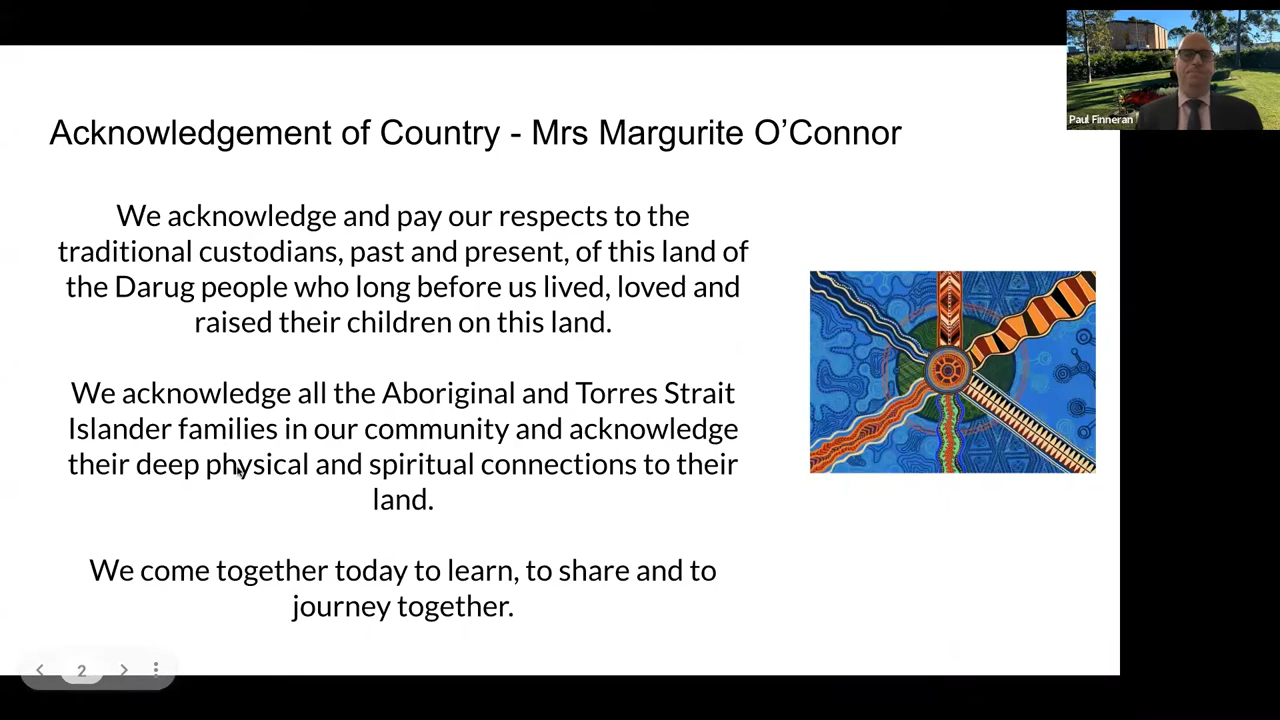 Acknowledgement of Country - Mrs Margurite O’Connor
Paul Finneran
We acknowledge and pay our respects to the
traditional custodians, past and present, of this land of
the Darug people who long before us lived, loved and
raised their children on this land.
We acknowledge all the Aboriginal and Torres Strait
Islander families in our community and acknowledge
their deep physical and spiritual connections to their
land.
We come together today to learn, to share and to
journey together.
2